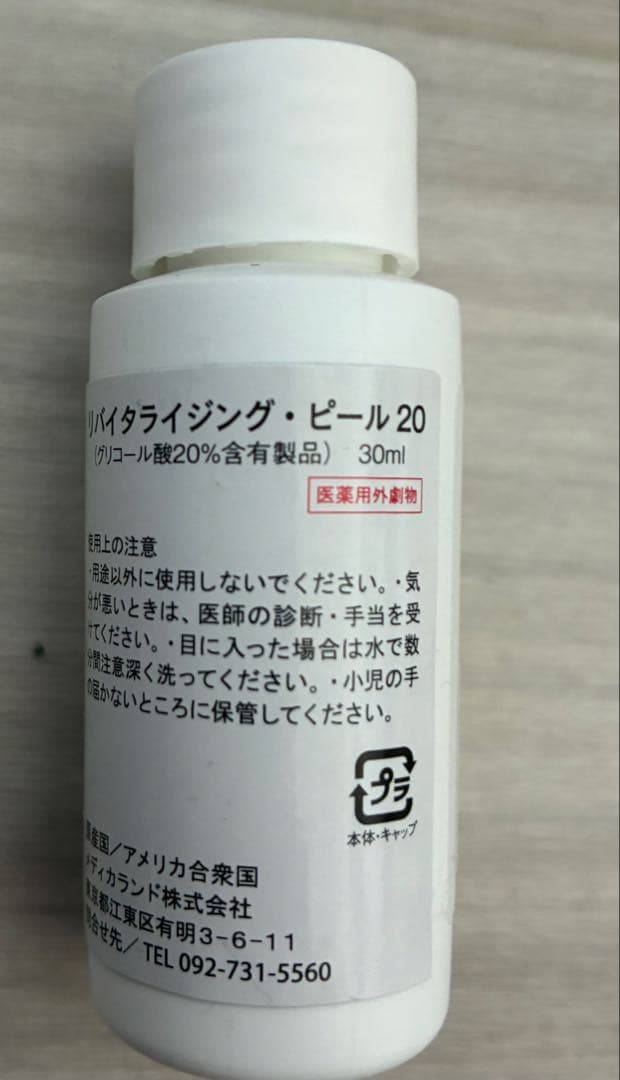 リバイタライジング・ピール 20
(グリコール酸20%含有製品) 30ml
医薬用外劇物
使用上の注意
・用途以外に使用しないでください。・気
分が悪いときは、医師の診断・手当を受
けてください。・目に入った場合は水で数
分間注意深く洗ってください。・小児の手
の届かないところに保管してください。
プラ
本体・キャップ
原産国/アメリカ合衆国
メディカランド株式会社
東京都江東区有明3-6-11
問合せ先/TEL 092-731-5560